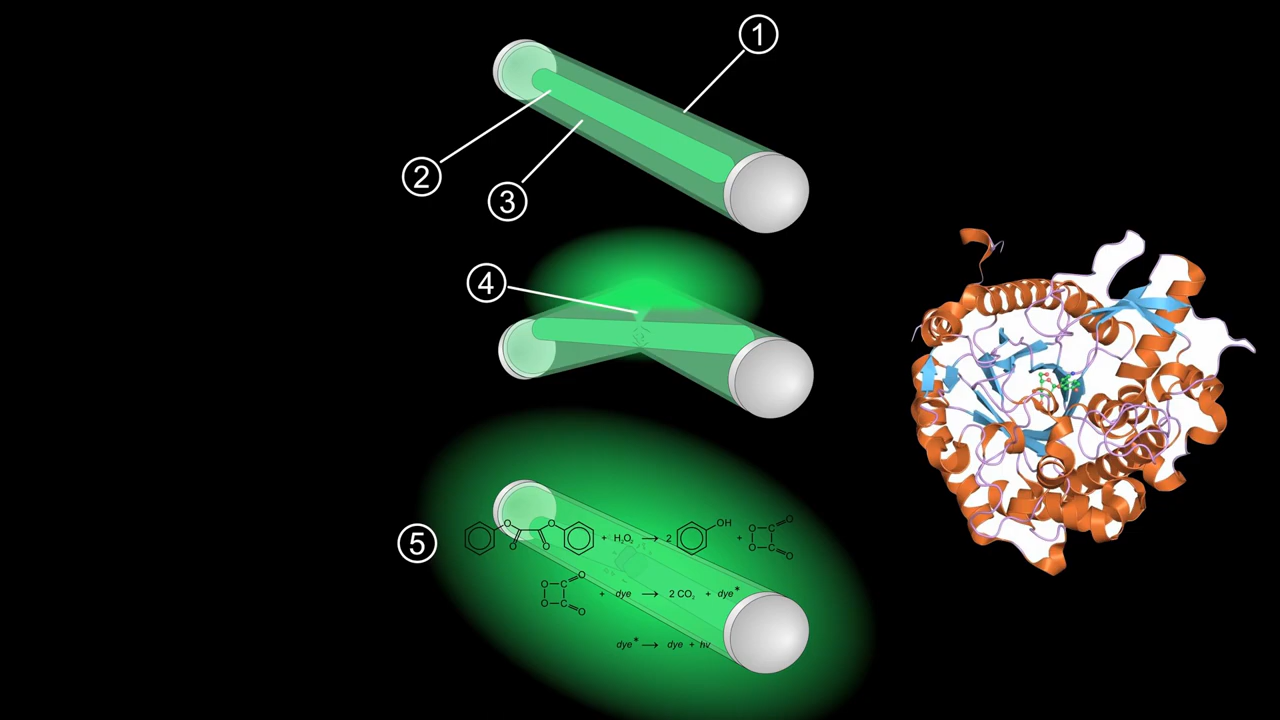 ①
②
③
④
⑤
O O O O + H₂O₂ → 2 OH + O O C C O O
O O C C O O + dye → 2 CO₂ + dye*
dye* → dye + hν